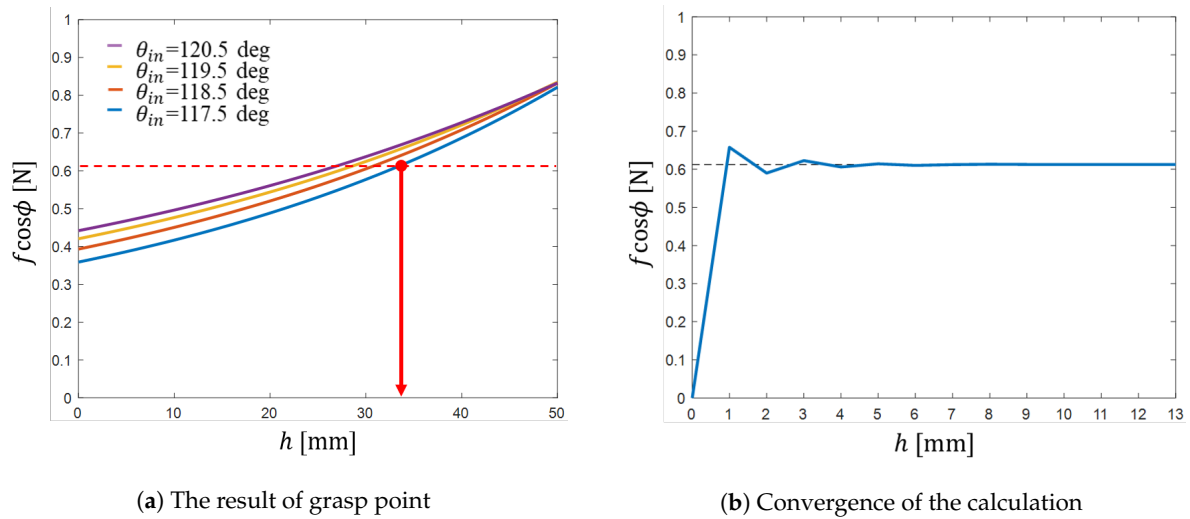 1
0.9
0.8
0.7
0.6
0.5
0.4
0.3
0.2
0.1
0
f cosϕ [N]
θin=120.5 deg
θin=119.5 deg
θin=118.5 deg
θin=117.5 deg
0 10 20 30 40 50
h [mm]
(a) The result of grasp point
1
0.9
0.8
0.7
0.6
0.5
0.4
0.3
0.2
0.1
0
f cosϕ [N]
0 1 2 3 4 5 6 7 8 9 10 11 12 13
h [mm]
(b) Convergence of the calculation